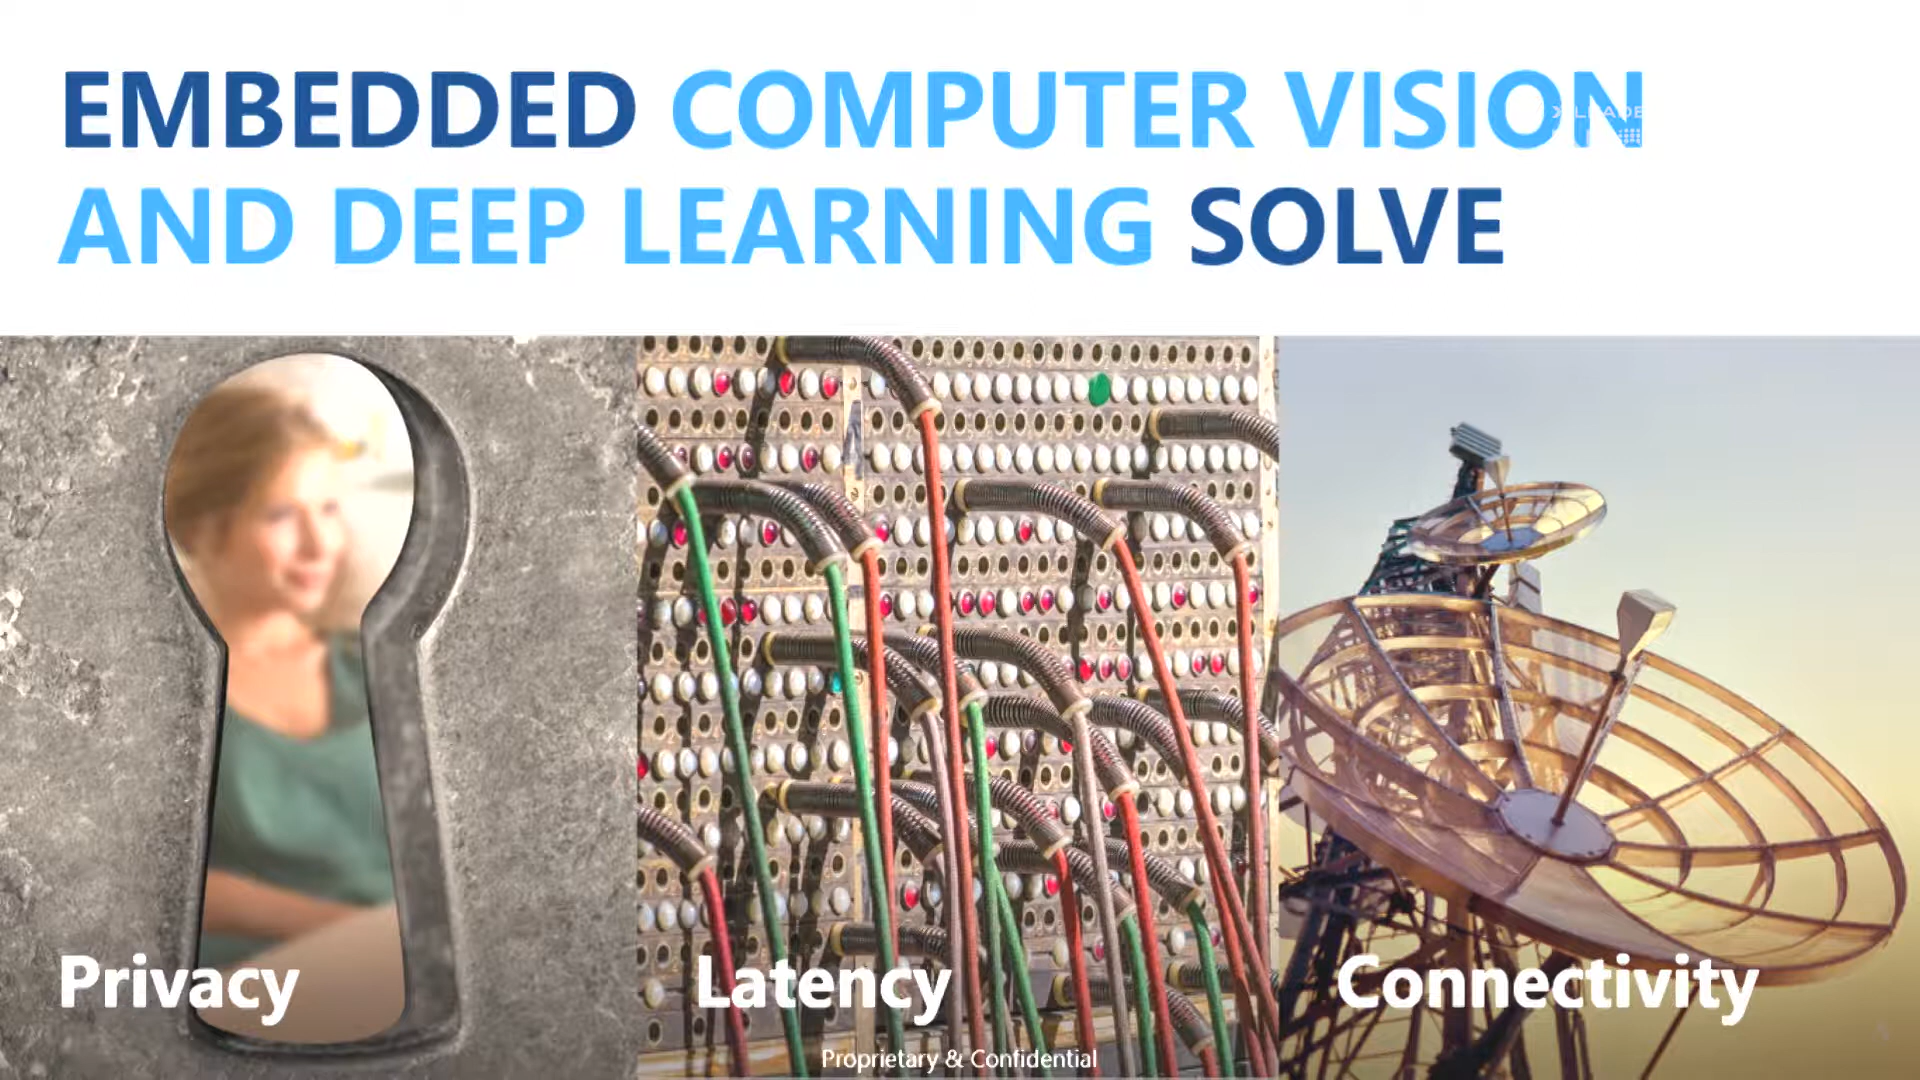 EMBEDDED COMPUTER VISION
AND DEEP LEARNING SOLVE
Privacy
Latency
Connectivity
Proprietary & Confidential